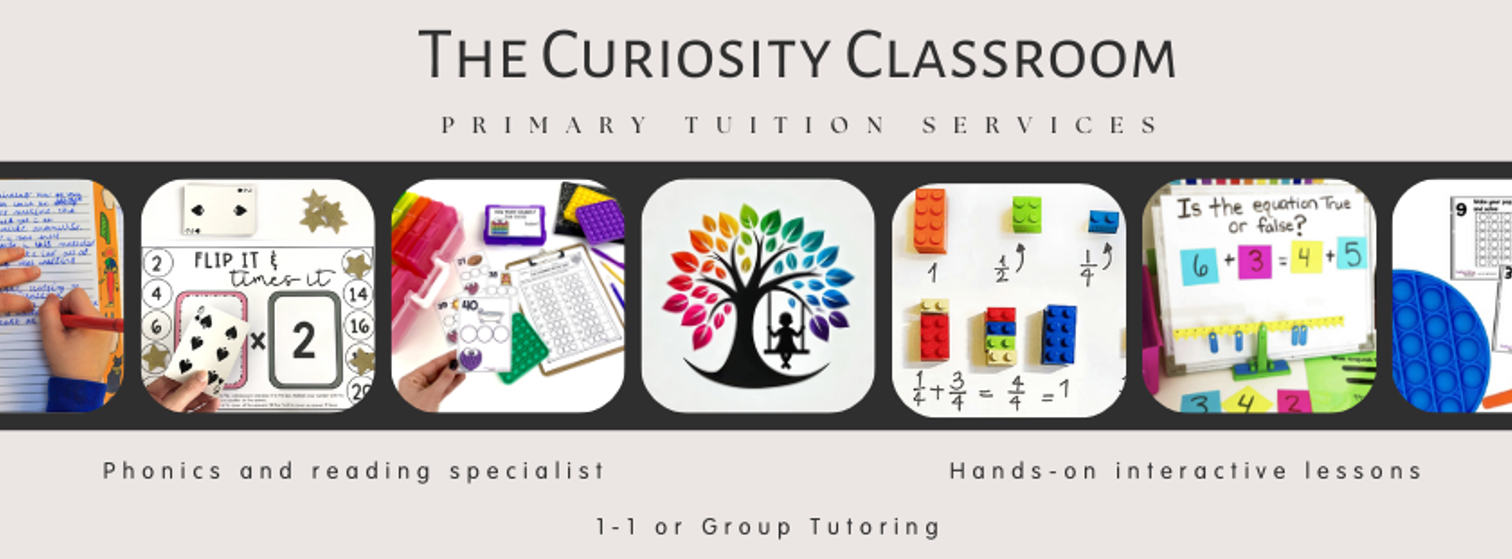 The Curiosity Classroom
PRIMARY TUITION SERVICES
2
4
6
FLIP IT &
times it
x
2
14
16
20
40
1
1/2
1/4
1/4 + 3/4 = 4/4 = 1
Is the equation True
or false?
6 + 3 = 4 + 5
3 4 2
9
Phonics and reading specialist
Hands-on interactive lessons
1-1 or Group Tutoring